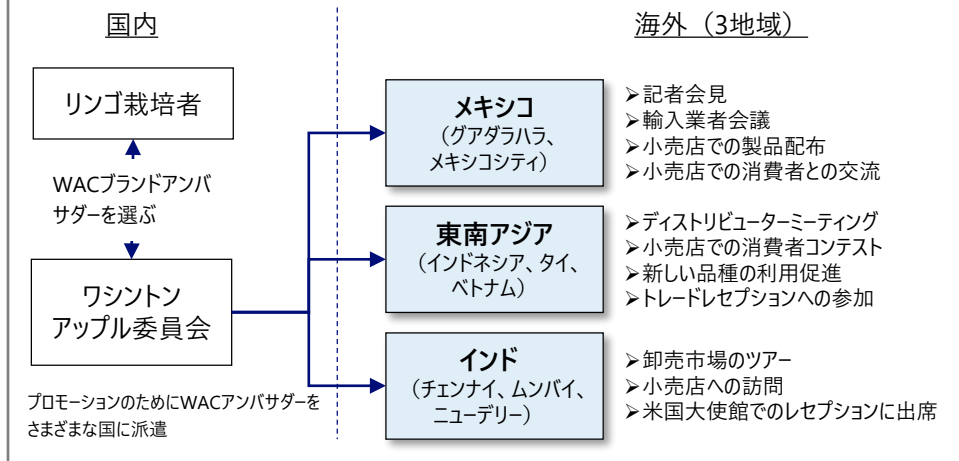 国内
海外（3地域）
リンゴ栽培者
WACブランドアンバ
サダーを選ぶ
ワシントン
アップル委員会
プロモーションのためにWACアンバサダーを
さまざまな国に派遣
メキシコ
（グアダラハラ、
メキシコシティ）
➢記者会見
➢輸入業者会議
➢小売店での製品配布
➢小売店での消費者との交流
東南アジア
（インドネシア、タイ、
ベトナム）
➢ディストリビューターミーティング
➢小売店での消費者コンテスト
➢新しい品種の利用促進
➢トレードレセプションへの参加
インド
（チェンナイ、ムンバイ、
ニューデリー）
➢卸売市場のツアー
➢小売店への訪問
➢米国大使館でのレセプションに出席